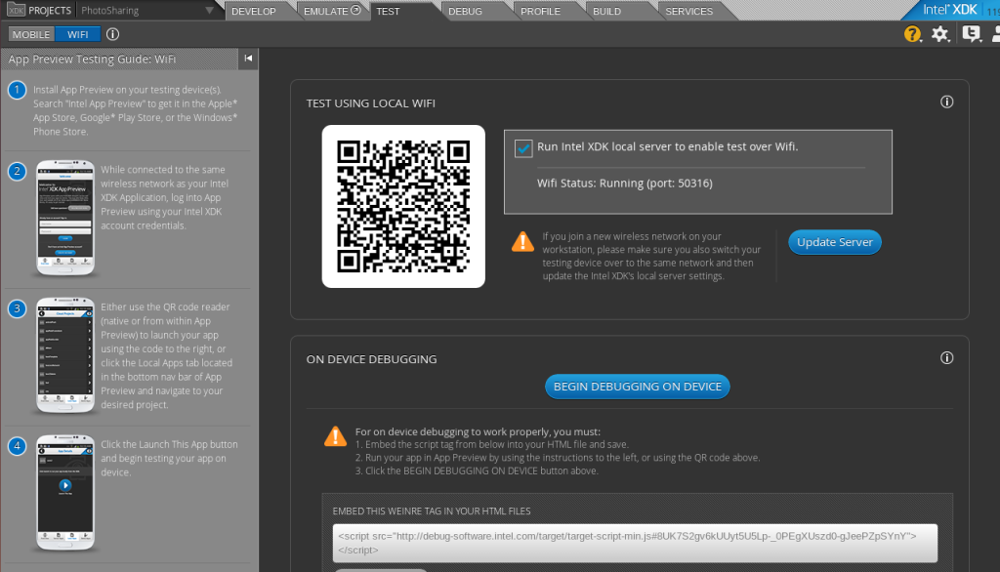 XDK PROJECTS PhotoSharing DEVELOP EMULATE TEST DEBUG PROFILE BUILD SERVICES Intel® XDK 119
MOBILE WIFI
App Preview Testing Guide: WiFi
1 Install App Preview on your testing device(s).
Search "Intel App Preview" to get it in the Apple*
App Store, Google* Play Store, or the Windows*
Phone Store.
2 While connected to the same
wireless network as your Intel
XDK Application, log into App
Preview using your Intel XDK
account credentials.
Intel XDK App Preview
3 Either use the QR code reader
(native or from within App
Preview) to launch your app
using the code to the right, or
click the Local Apps tab located
in the bottom nav bar of App
Preview and navigate to your
desired project.
4 Click the Launch This App button
and begin testing your app on
device.
TEST USING LOCAL WIFI
Run Intel XDK local server to enable test over Wifi.
Wifi Status: Running (port: 50316)
If you join a new wireless network on your
workstation, please make sure you also switch your
testing device over to the same network and then
update the Intel XDK's local server settings.
Update Server
ON DEVICE DEBUGGING
BEGIN DEBUGGING ON DEVICE
For on device debugging to work properly, you must:
1. Embed the script tag from below into your HTML file and save.
2. Run your app in App Preview by using the instructions to the left, or using the QR code above.
3. Click the BEGIN DEBUGGING ON DEVICE button above.
EMBED THIS WEINRE TAG IN YOUR HTML FILES
<script src="http://debug-software.intel.com/target/target-script-min.js#8UK7S2gv6kUUyt5U5Lp-_0PEgXUszd0-gJeePZpSYnY">
</script>